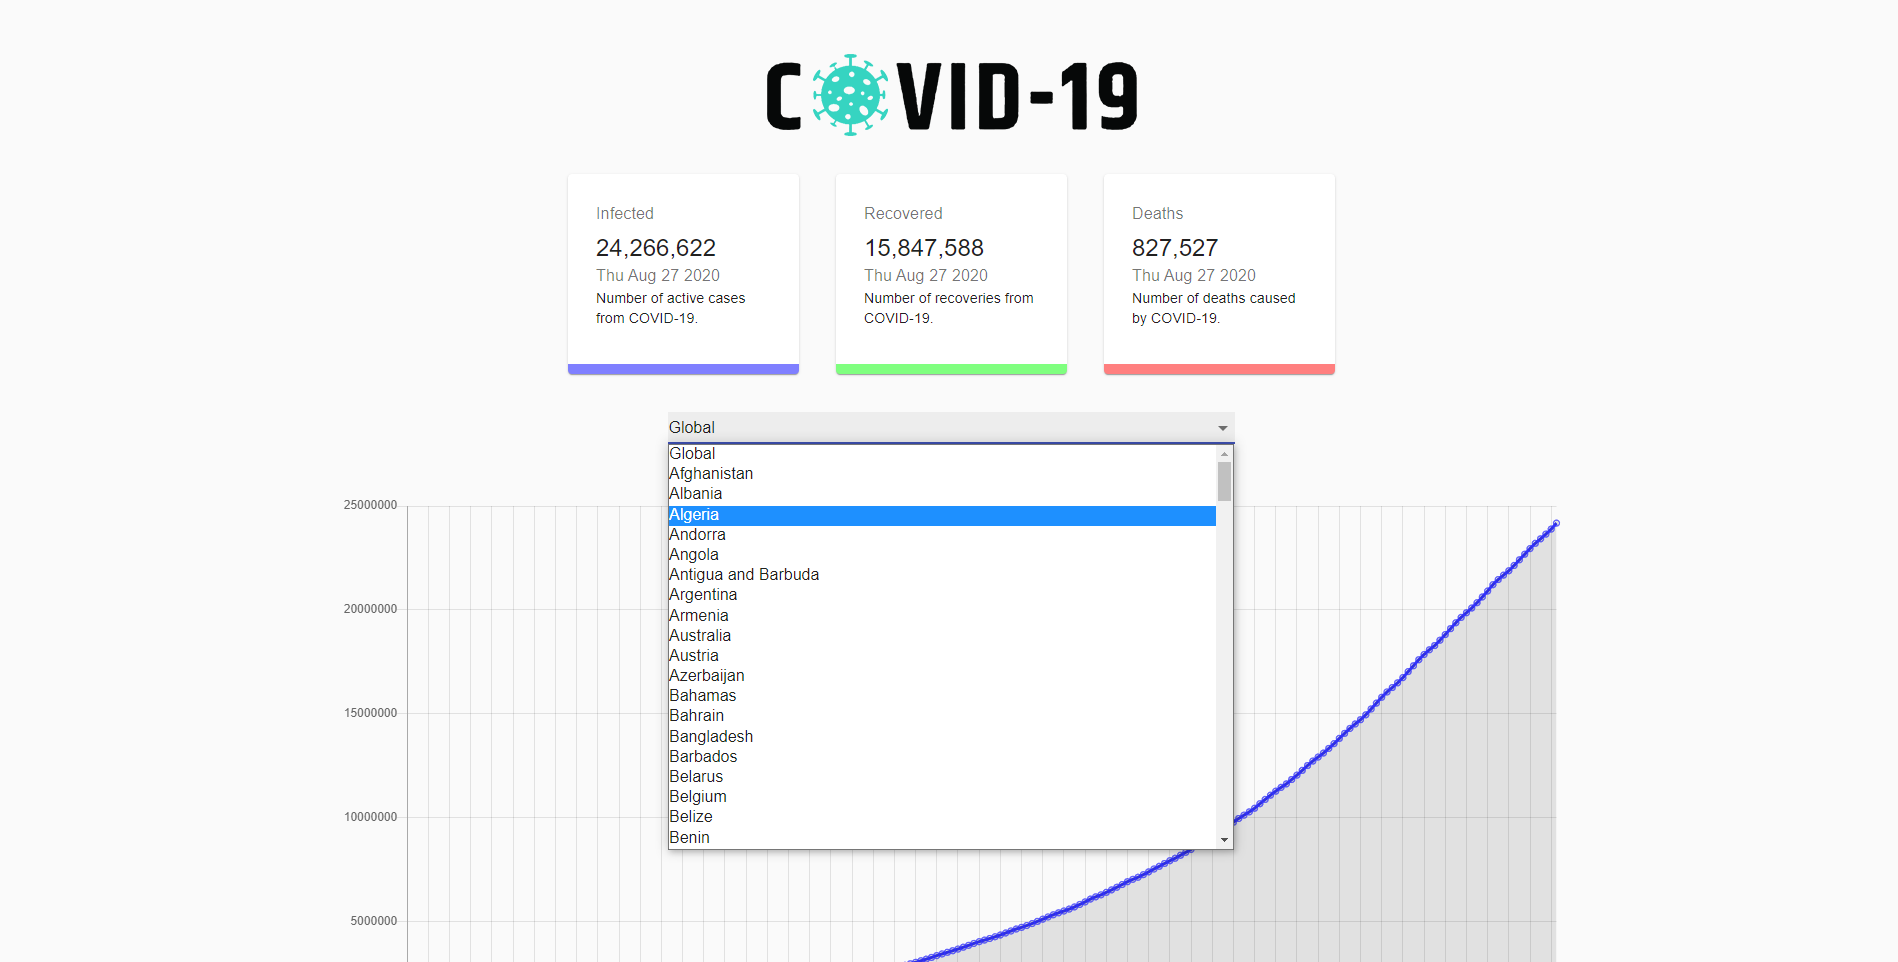 COVID-19
Infected
24,266,622
Thu Aug 27 2020
Number of active cases
from COVID-19.
Recovered
15,847,588
Thu Aug 27 2020
Number of recoveries from
COVID-19.
Deaths
827,527
Thu Aug 27 2020
Number of deaths caused
by COVID-19.
Global
Global
Afghanistan
Albania
Algeria
Andorra
Angola
Antigua and Barbuda
Argentina
Armenia
Australia
Austria
Azerbaijan
Bahamas
Bahrain
Bangladesh
Barbados
Belarus
Belgium
Belize
Benin
25000000
20000000
15000000
10000000
5000000